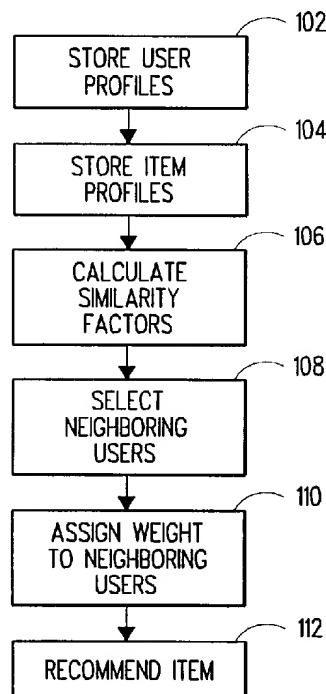 102
STORE USER
PROFILES
104
STORE ITEM
PROFILES
106
CALCULATE
SIMILARITY
FACTORS
108
SELECT
NEIGHBORING
USERS
110
ASSIGN WEIGHT
TO NEIGHBORING
USERS
112
RECOMMEND ITEM